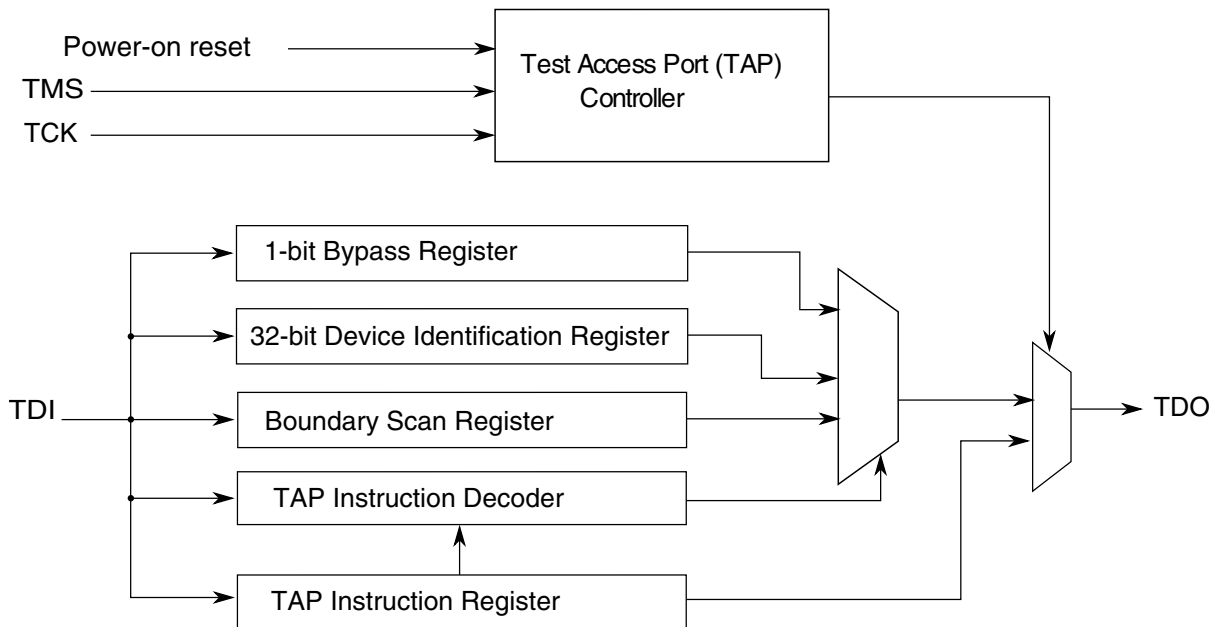 Power-on reset
TMS
TCK
Test Access Port (TAP)
Controller
1-bit Bypass Register
32-bit Device Identification Register
TDI
Boundary Scan Register
TDO
TAP Instruction Decoder
TAP Instruction Register